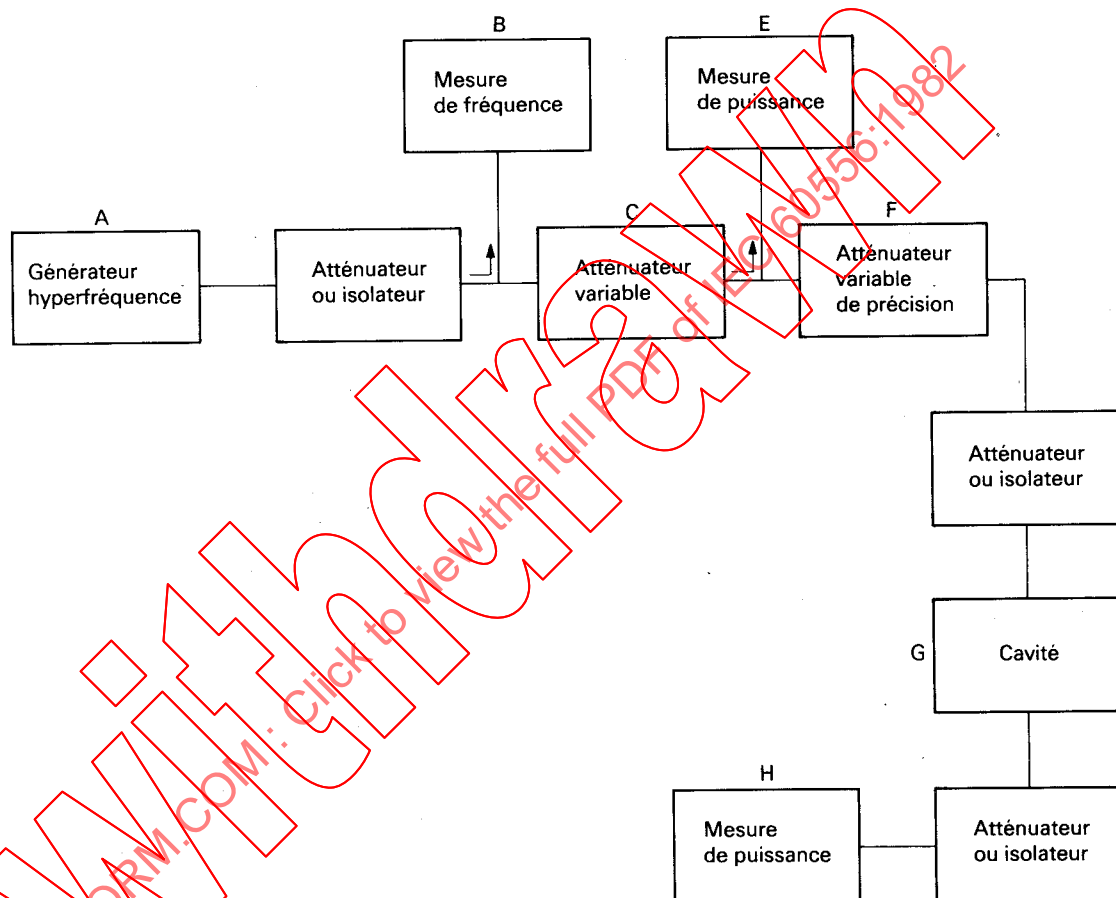 B
E
Mesure
de fréquence
Mesure
de puissance
A
C
F
Générateur
hyperfréquence
Atténuateur
ou isolateur
Atténuateur
variable
Atténuateur
variable
de précision
Atténuateur
ou isolateur
G
Cavité
H
Mesure
de puissance
Atténuateur
ou isolateur
withdrawn
ORM.COM : Click to view the full PDF of IEC 60556:1982